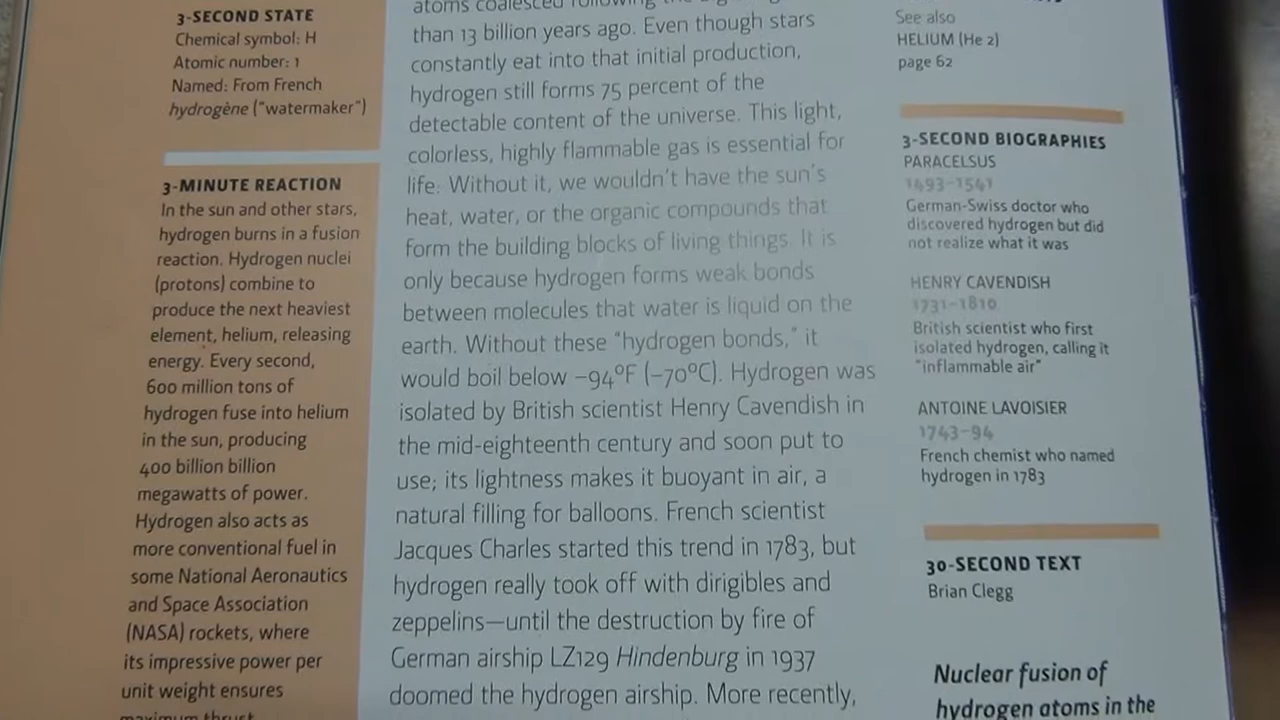 3-SECOND STATE
Chemical symbol: H
Atomic number: 1
Named: From French
hydrogène ("watermaker")
3-MINUTE REACTION
In the sun and other stars,
hydrogen burns in a fusion
reaction. Hydrogen nuclei
(protons) combine to
produce the next heaviest
element, helium, releasing
energy. Every second,
600 million tons of
hydrogen fuse into helium
in the sun, producing
400 billion billion
megawatts of power.
Hydrogen also acts as
more conventional fuel in
some National Aeronautics
and Space Association
(NASA) rockets, where
its impressive power per
unit weight ensures
maximum thrust
atoms coalesced following the
than 13 billion years ago. Even though stars
constantly eat into that initial production,
hydrogen still forms 75 percent of the
detectable content of the universe. This light,
colorless, highly flammable gas is essential for
life. Without it, we wouldn't have the sun's
heat, water, or the organic compounds that
form the building blocks of living things. It is
only because hydrogen forms weak bonds
between molecules that water is liquid on the
earth. Without these "hydrogen bonds," it
would boil below –94ºF (–70ºC). Hydrogen was
isolated by British scientist Henry Cavendish in
the mid-eighteenth century and soon put to
use; its lightness makes it buoyant in air, a
natural filling for balloons. French scientist
Jacques Charles started this trend in 1783, but
hydrogen really took off with dirigibles and
zeppelins—until the destruction by fire of
German airship LZ129 Hindenburg in 1937
doomed the hydrogen airship. More recently,
See also
HELIUM (He 2)
page 62
3-SECOND BIOGRAPHIES
PARACELSUS
1493–1541
German-Swiss doctor who
discovered hydrogen but did
not realize what it was
HENRY CAVENDISH
1731–1810
British scientist who first
isolated hydrogen, calling it
"inflammable air"
ANTOINE LAVOISIER
1743–94
French chemist who named
hydrogen in 1783
30-SECOND TEXT
Brian Clegg
Nuclear fusion of
hydrogen atoms in the